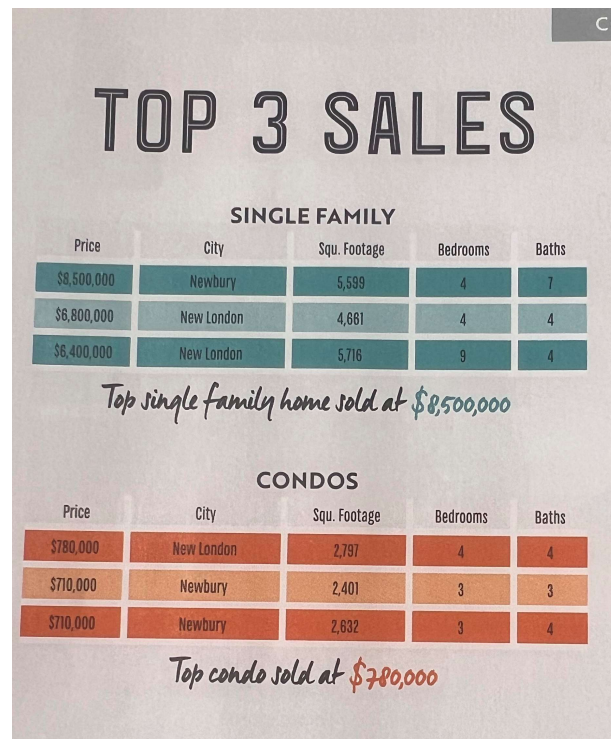 C
TOP 3 SALES
SINGLE FAMILY
Price City Squ. Footage Bedrooms Baths
$8,500,000 Newbury 5,599 4 7
$6,800,000 New London 4,661 4 4
$6,400,000 New London 5,716 9 4
Top single family home sold at $8,500,000
CONDOS
Price City Squ. Footage Bedrooms Baths
$780,000 New London 2,797 4 4
$710,000 Newbury 2,401 3 3
$710,000 Newbury 2,632 3 4
Top condo sold at $780,000